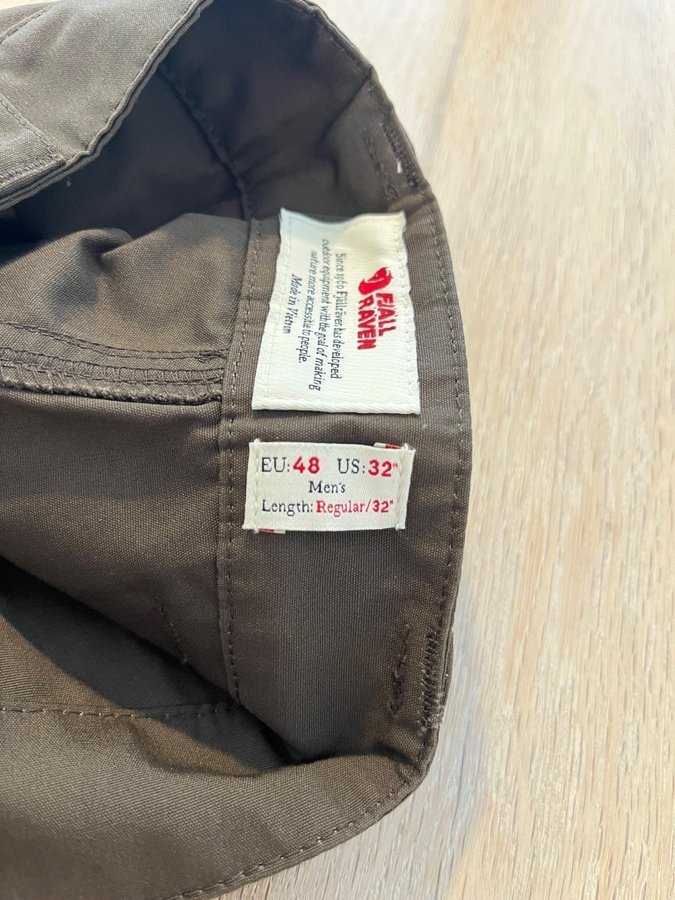 FJALL
RAVEN
Since 1960 Fjällräven has developed
outdoor equipment with the goal of making
nature more accessible to people.
Made in Vietnam
EU:48 US:32"
Men's
Length: Regular/32"